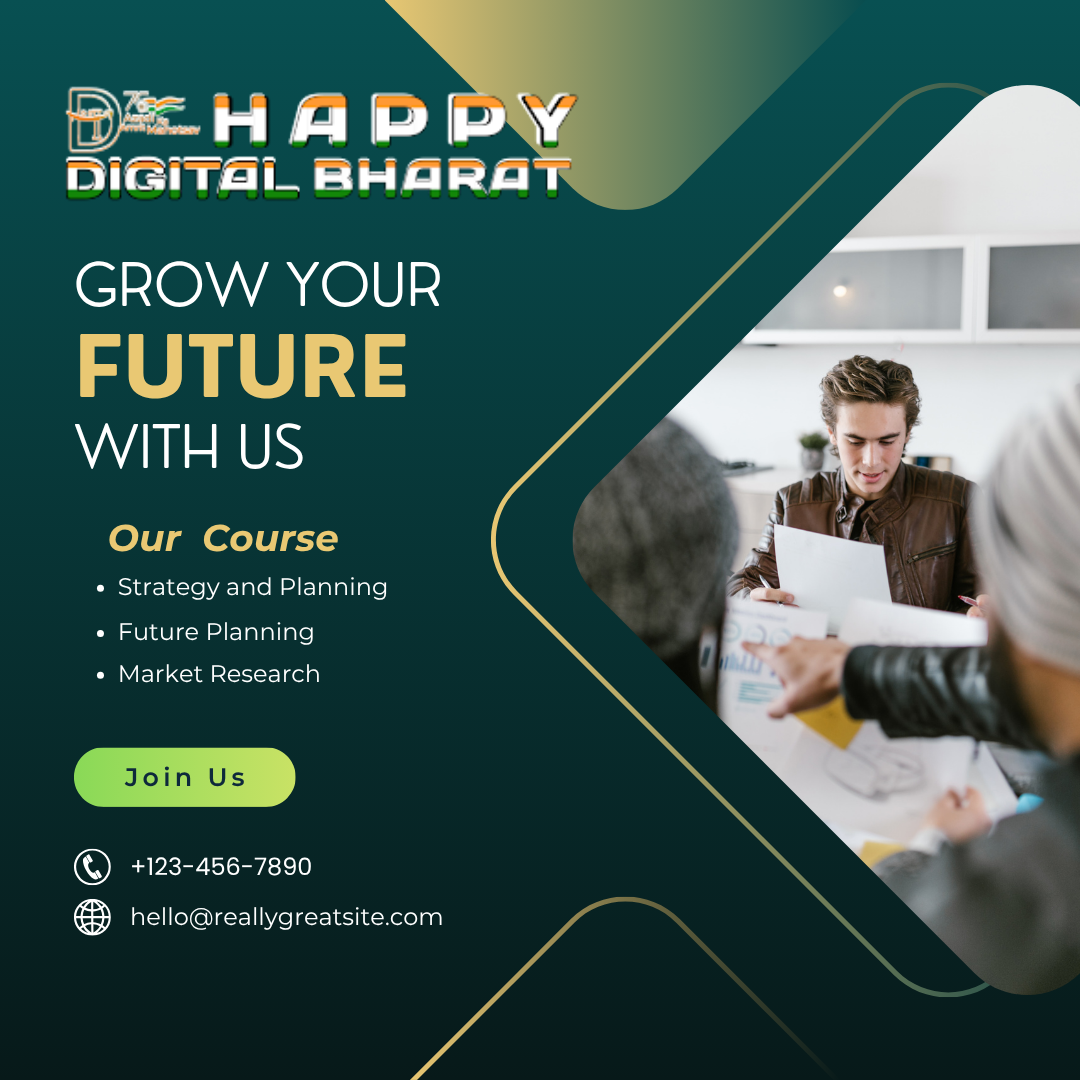 HAPPY
DIGITAL BHARAT
GROW YOUR
FUTURE
WITH US
Our Course
• Strategy and Planning
• Future Planning
• Market Research
Join Us
+123-456-7890
hello@reallygreatsite.com